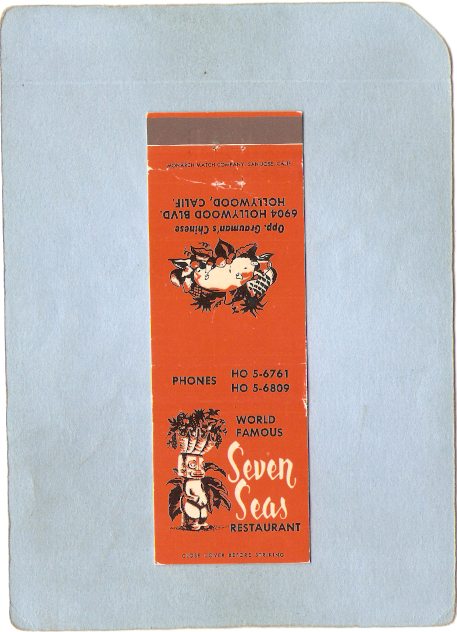 MONARCH MATCH COMPANY, SAN JOSE, CALIF.
6904 HOLLYWOOD BLVD.
HOLLYWOOD, CALIF.
Opp. Grauman's Chinese
PHONES HO 5-6761
HO 5-6809
WORLD
FAMOUS
Seven
Seas
RESTAURANT
CLOSE COVER BEFORE STRIKING